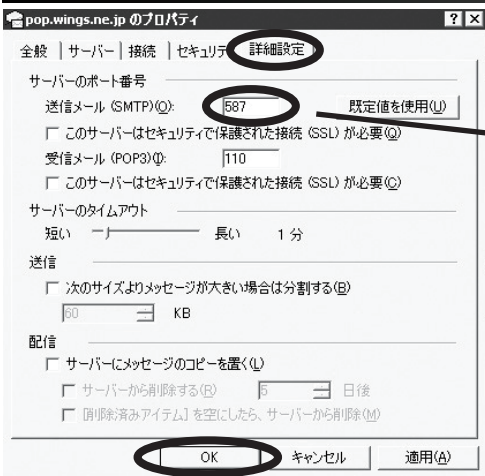 pop.wings.ne.jp のプロパティ
全般 サーバー 接続 セキュリティ 詳細設定
サーバーのポート番号
送信メール (SMTP)(O): 587 既定値を使用(U)
このサーバーはセキュリティで保護された接続 (SSL) が必要(Q)
受信メール (POP3)(I): 110
このサーバーはセキュリティで保護された接続 (SSL) が必要(C)
サーバーのタイムアウト
短い 長い 1 分
送信
次のサイズよりメッセージが大きい場合は分割する(B)
60 KB
配信
サーバーにメッセージのコピーを置く(L)
サーバーから削除する(R) 5 日後
[削除済みアイテム] を空にしたら、サーバーから削除(M)
OK キャンセル 適用(A)